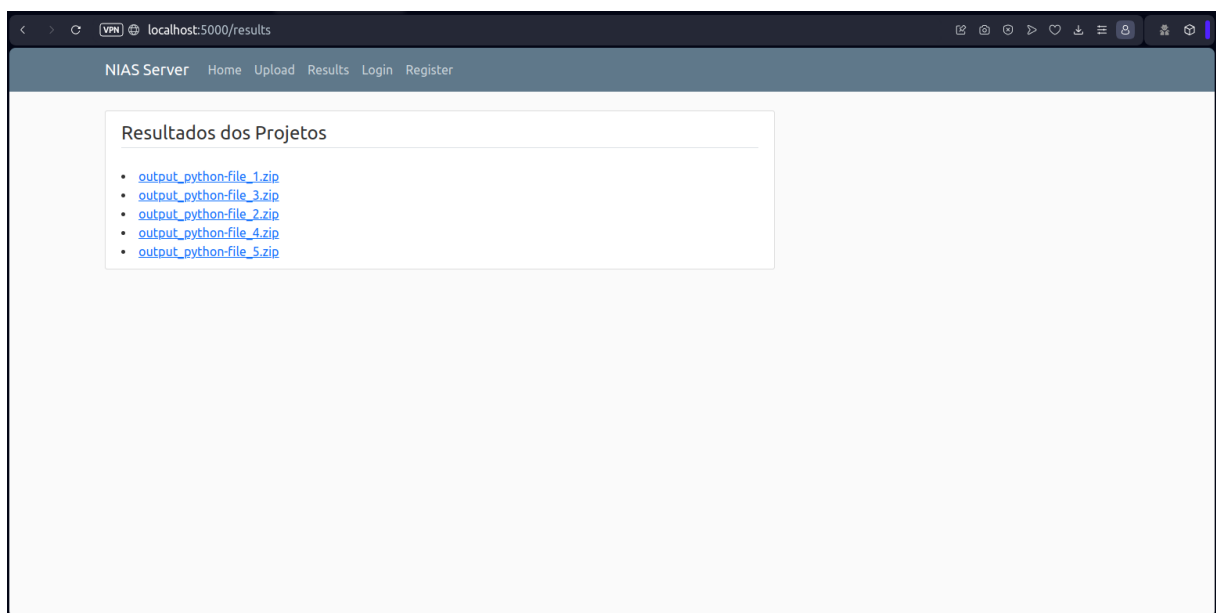 VPN localhost:5000/results
NIAS Server Home Upload Results Login Register
Resultados dos Projetos
output_python-file_1.zip
output_python-file_3.zip
output_python-file_2.zip
output_python-file_4.zip
output_python-file_5.zip